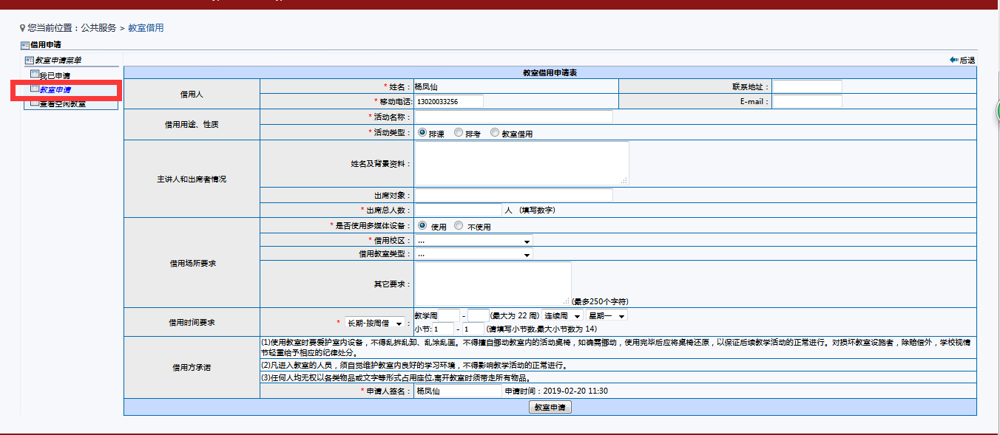 您当前位置：公共服务 > 教室借用
借用申请
教室申请菜单
后退
我已申请
教室申请
查看空闲教室
教室借用申请表
借用人
* 姓名：
杨凤仙
联系地址：
* 移动电话:
13020033256
E-mail：
借用用途、性质
* 活动名称：
* 活动类型：
排课 排考 教室借用
主讲人和出席者情况
姓名及背景资料：
出席对象：
* 出席总人数：
人 （填写数字）
借用场所要求
* 是否使用多媒体设备：
使用 不使用
* 借用校区：
...
借用教室类型：
...
其它要求：
(最多250个字符)
借用时间要求
* 长期-按周借 ：
教学周 - (最大为 22 周) 连续周 星期一
小节: 1 - 1 (请填写小节数,最大小节数为 14)
借用方承诺
(1)使用教室时要爱护室内设备，不得乱拆乱卸、乱涂乱画。不得擅自挪动教室内的活动桌椅，如确需挪动，使用完毕后应将桌椅还原，以保证后续教学活动的正常进行。对损坏教室设施者，除赔偿外，学校视情
节轻重给予相应的纪律处分。
(2)凡进入教室的人员，须自觉维护教室内良好的学习环境，不得影响教学活动的正常进行。
(3)任何人均无权以各类物品或文字等形式占用座位,离开教室时须带走所有物品。
* 申请人签名：
杨凤仙
申请时间：2019-02-20 11:30
教室申请